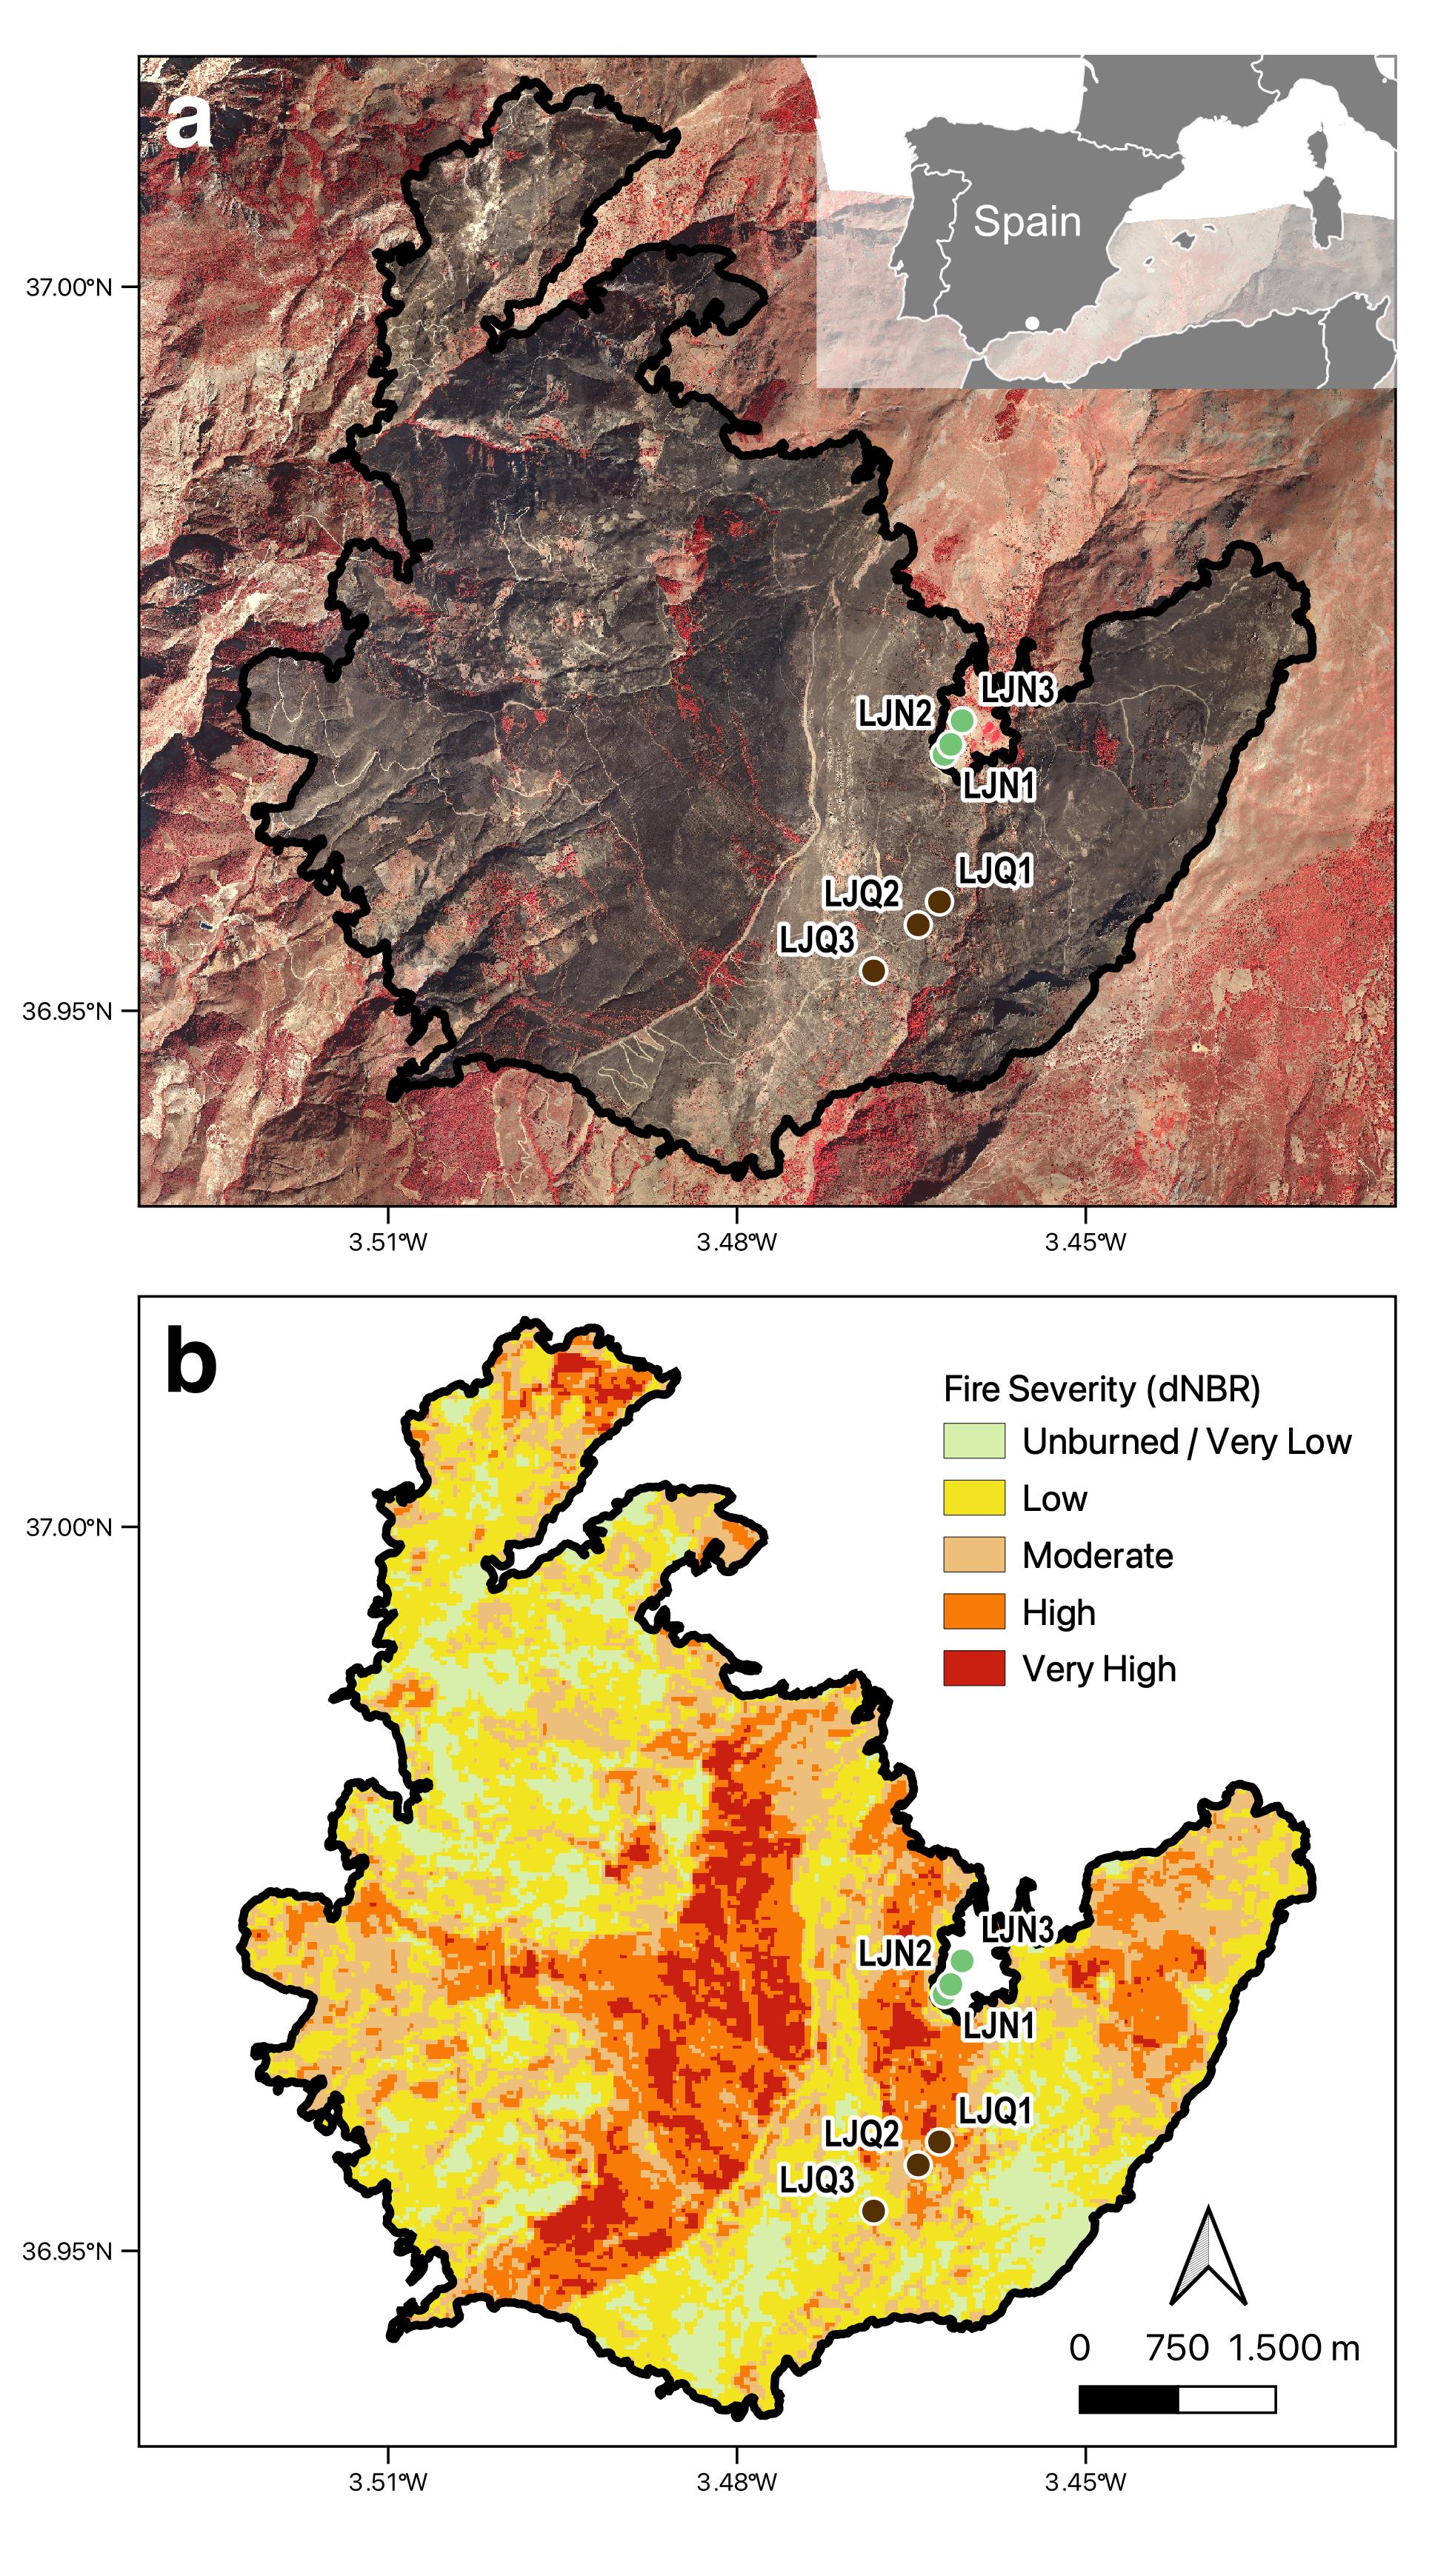 a
Spain
37.00°N
LJN3
LJN2
LJN1
LJQ1
LJQ2
LJQ3
36.95°N
3.51°W 3.48°W 3.45°W
b
Fire Severity (dNBR)
Unburned / Very Low
Low
37.00°N
Moderate
High
Very High
LJN3
LJN2
LJN1
LJQ1
LJQ2
LJQ3
36.95°N
0 750 1.500 m
3.51°W 3.48°W 3.45°W